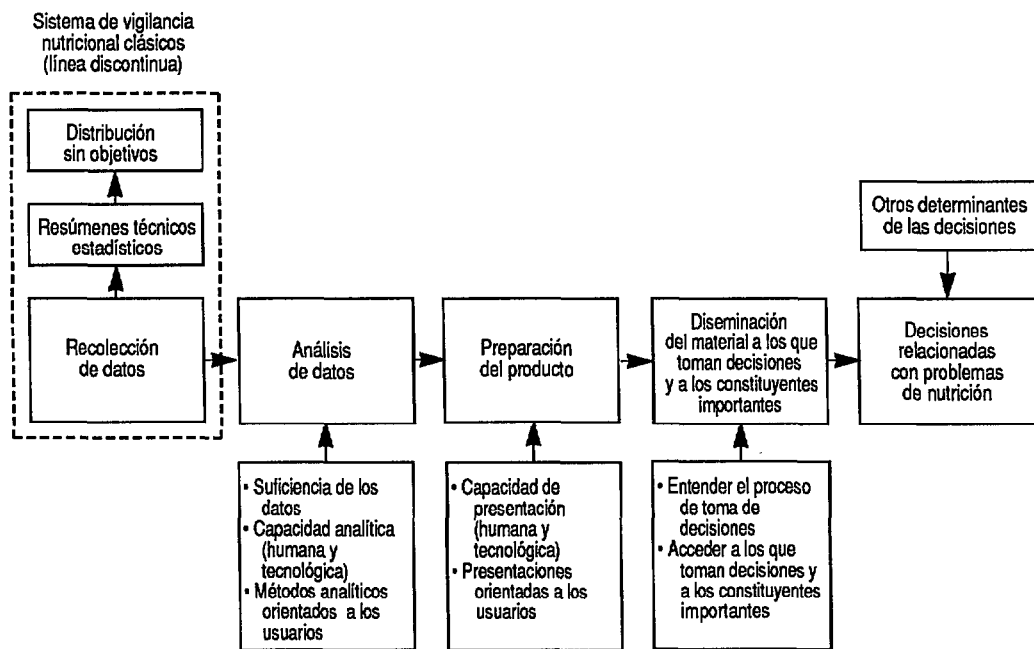 Sistema de vigilancia
nutricional clásicos
(línea discontinua)
Distribución
sin objetivos
Resúmenes técnicos
estadísticos
Recolección
de datos
Análisis
de datos
Preparación
del producto
Diseminación
del material a los que
toman decisiones
y a los constituyentes
importantes
Otros determinantes
de las decisiones
Decisiones
relacionadas
con problemas
de nutrición
• Suficiencia de los
datos
• Capacidad analítica
(humana y
tecnológica)
• Métodos analíticos
orientados a los
usuarios
• Capacidad de
presentación
(humana y
tecnológica)
• Presentaciones
orientadas a los
usuarios
• Entender el proceso
de toma de
decisiones
• Acceder a los que
toman decisiones y
a los constituyentes
importantes